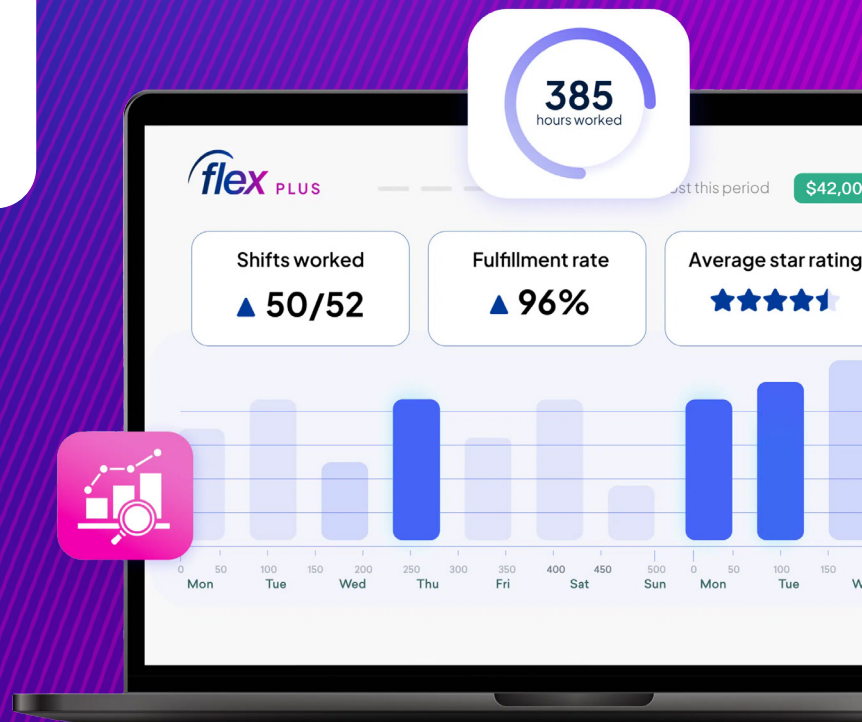 385
hours worked
flex PLUS
this period
$42,00
Shifts worked
50/52
Fulfillment rate
96%
Average star rating
0 50 100 150 200 250 300 350 400 450 500 0 50 100 150
Mon Tue Wed Thu Fri Sat Sun Mon Tue